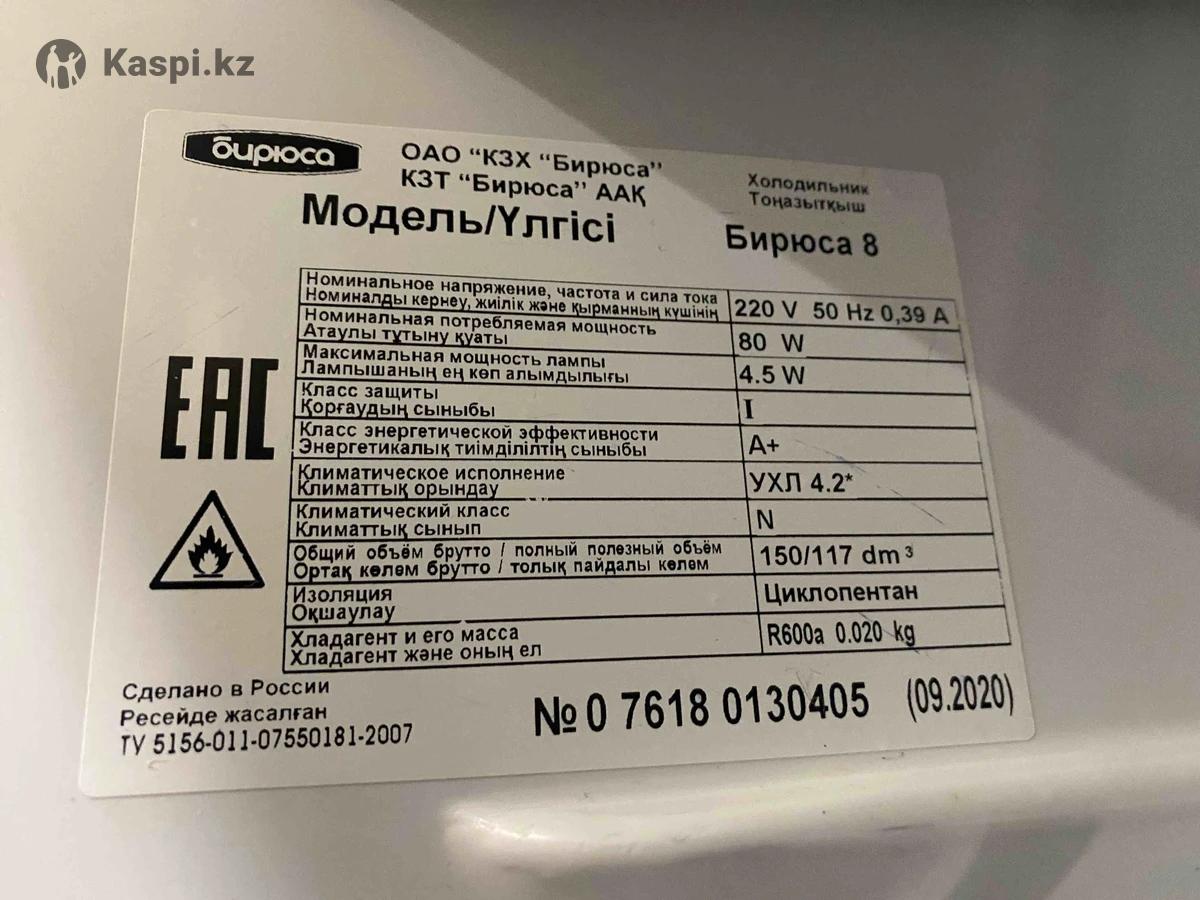 Kaspi.kz
бирюса
ОАО “КЗХ “Бирюса”
КЗТ “Бирюса” ААҚ
Холодильник
Тоңазытқыш
Модель/Үлгісі
Бирюса 8
Номинальное напряжение, частота и сила тока
Номиналды кернеу, жиілік және қырманның күшінің
220 V 50 Hz 0,39 A
Номинальная потребляемая мощность
Атаулы тұтыну қуаты
80 W
Максимальная мощность лампы
Лампышаның ең көп алымдылығы
4.5 W
Класс защиты
Қорғаудың сыныбы
I
Класс энергетической эффективности
Энергетикалық тиімділілтің сыныбы
A+
Климатическое исполнение
Климаттық орындау
УХЛ 4.2*
Климатический класс
Климаттық сынып
N
Общий объём брутто / полный полезный объём
Ортақ көлем брутто / толық пайдалы көлем
150/117 dm³
Изоляция
Оқшаулау
Циклопентан
Хладагент и его масса
Хладагент және оның ел
R600a 0.020 kg
EAC
Сделано в России
Ресейде жасалған
ТУ 5156-011-07550181-2007
№ 0 7618 0130405 (09.2020)